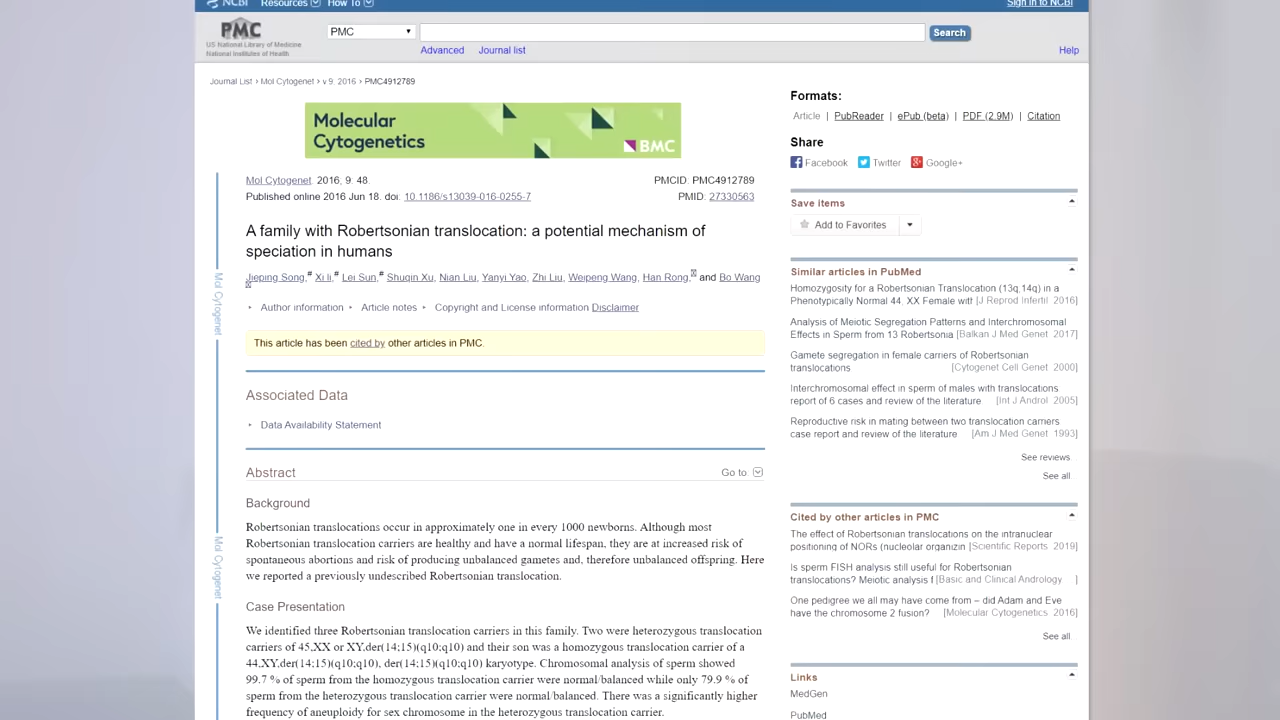 NCBI Resources How To Sign in to NCBI
PMC
US National Library of Medicine
National Institutes of Health
PMC Search
Advanced Journal list Help
Journal List › Mol Cytogenet › v.9; 2016 › PMC4912789
Molecular
Cytogenetics
BMC
Mol Cytogenet. 2016; 9: 48. PMCID: PMC4912789
Published online 2016 Jun 18. doi: 10.1186/s13039-016-0255-7 PMID: 27330563
A family with Robertsonian translocation: a potential mechanism of
speciation in humans
Jieping Song,# Xi li,# Lei Sun,# Shuqin Xu, Nian Liu, Yanyi Yao, Zhi Liu, Weipeng Wang, Han Rong, and Bo Wang
Author information Article notes Copyright and License information Disclaimer
This article has been cited by other articles in PMC.
Associated Data
Data Availability Statement
Abstract Go to:
Background
Robertsonian translocations occur in approximately one in every 1000 newborns. Although most
Robertsonian translocation carriers are healthy and have a normal lifespan, they are at increased risk of
spontaneous abortions and risk of producing unbalanced gametes and, therefore unbalanced offspring. Here
we reported a previously undescribed Robertsonian translocation.
Case Presentation
We identified three Robertsonian translocation carriers in this family. Two were heterozygous translocation
carriers of 45,XX or XY,der(14;15)(q10;q10) and their son was a homozygous translocation carrier of a
44,XY,der(14;15)(q10;q10), der(14;15)(q10;q10) karyotype. Chromosomal analysis of sperm showed
99.7 % of sperm from the homozygous translocation carrier were normal/balanced while only 79.9 % of
sperm from the heterozygous translocation carrier were normal/balanced. There was a significantly higher
frequency of aneuploidy for sex chromosome in the heterozygous translocation carrier.
Mol Cytogenet
Mol Cytogenet
Formats:
Article | PubReader | ePub (beta) | PDF (2.9M) | Citation
Share
Facebook Twitter Google+
Save items
Add to Favorites
Similar articles in PubMed
Homozygosity for a Robertsonian Translocation (13q;14q) in a
Phenotypically Normal 44, XX Female with [J Reprod Infertil. 2016]
Analysis of Meiotic Segregation Patterns and Interchromosomal
Effects in Sperm from 13 Robertsonia [Balkan J Med Genet. 2017]
Gamete segregation in female carriers of Robertsonian
translocations. [Cytogenet Cell Genet. 2000]
Interchromosomal effect in sperm of males with translocations:
report of 6 cases and review of the literature. [Int J Androl. 2005]
Reproductive risk in mating between two translocation carriers:
case report and review of the literature. [Am J Med Genet. 1993]
See reviews...
See all...
Cited by other articles in PMC
The effect of Robertsonian translocations on the intranuclear
positioning of NORs (nucleolar organizin [Scientific Reports. 2019]
Is sperm FISH analysis still useful for Robertsonian
translocations? Meiotic analysis f [Basic and Clinical Andrology. ]
One pedigree we all may have come from – did Adam and Eve
have the chromosome 2 fusion? [Molecular Cytogenetics. 2016]
See all...
Links
MedGen
PubMed